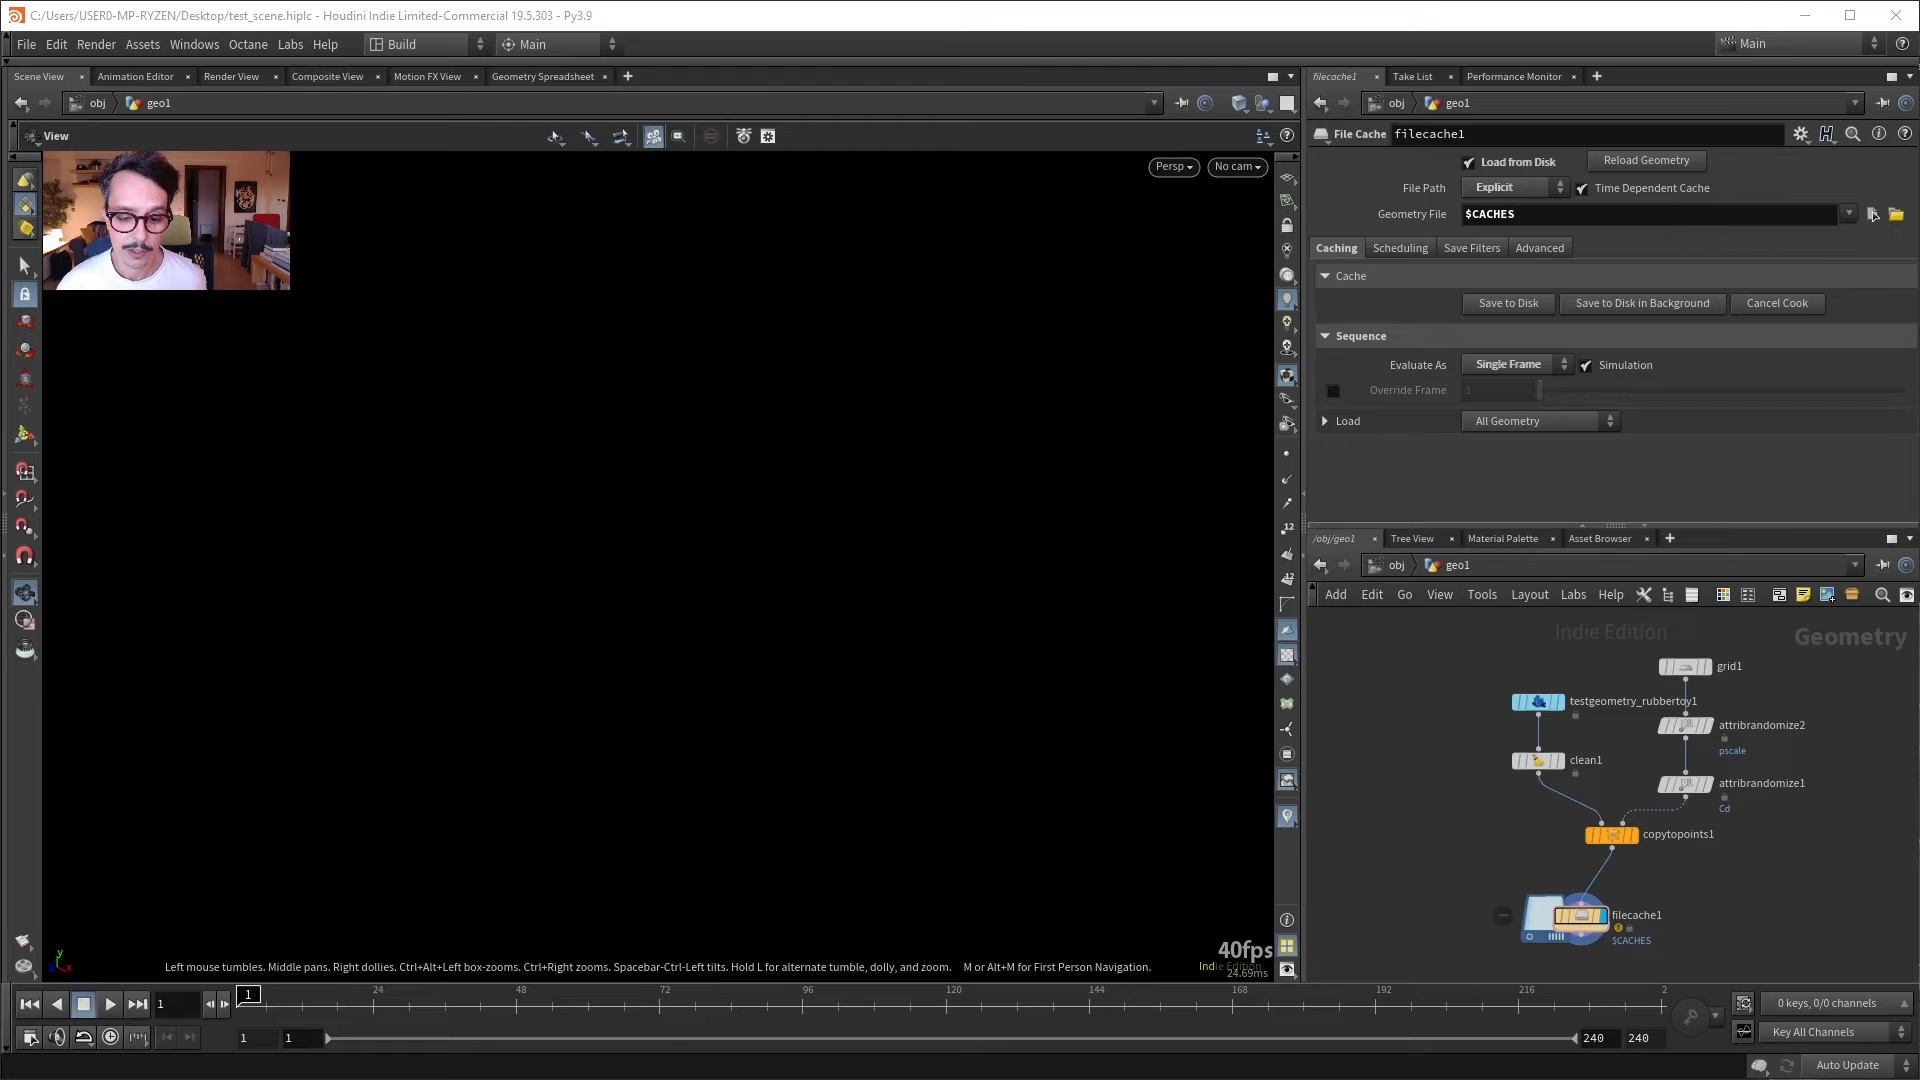 C:/Users/USER0-MP-RYZEN/Desktop/test_scene.hiplc - Houdini Indie Limited-Commercial 19.5.303 - Py3.9
File Edit Render Assets Windows Octane Labs Help Build Main Main
Scene View Animation Editor Render View Composite View Motion FX View Geometry Spreadsheet
obj geo1
View
Persp No cam
40fps
24.69ms
Indie Edition
Left mouse tumbles. Middle pans. Right dollies. Ctrl+Alt+Left box-zooms. Ctrl+Right zooms. Spacebar-Ctrl-Left tilts. Hold L for alternate tumble, dolly, and zoom. M or Alt+M for First Person Navigation.
filecache1 Take List Performance Monitor
obj geo1
File Cache filecache1
Load from Disk Reload Geometry
File Path Explicit Time Dependent Cache
Geometry File $CACHES
Caching Scheduling Save Filters Advanced
Cache
Save to Disk Save to Disk in Background Cancel Cook
Sequence
Evaluate As Single Frame Simulation
Override Frame 1
Load All Geometry
/obj/geo1 Tree View Material Palette Asset Browser
obj geo1
Add Edit Go View Tools Layout Labs Help
Indie Edition Geometry
grid1
testgeometry_rubbertoy1
attribrandomize2
pscale
clean1
attribrandomize1
Cd
copytopoints1
filecache1
$CACHES
12
12
y
1 1 24 48 72 96 120 144 168 192 216 2
0 keys, 0/0 channels
1 1 240 240
Key All Channels
Auto Update